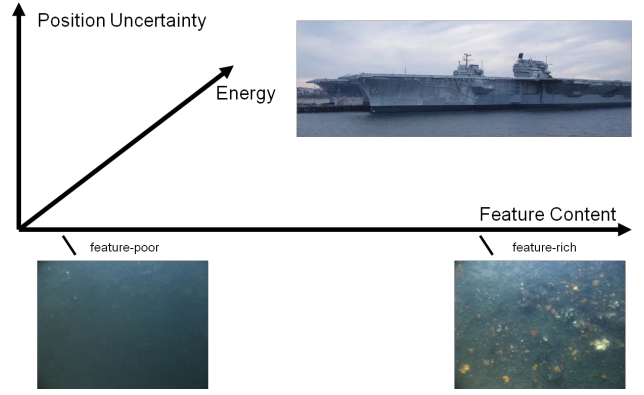 Position Uncertainty
Energy
Feature Content
feature-poor
feature-rich